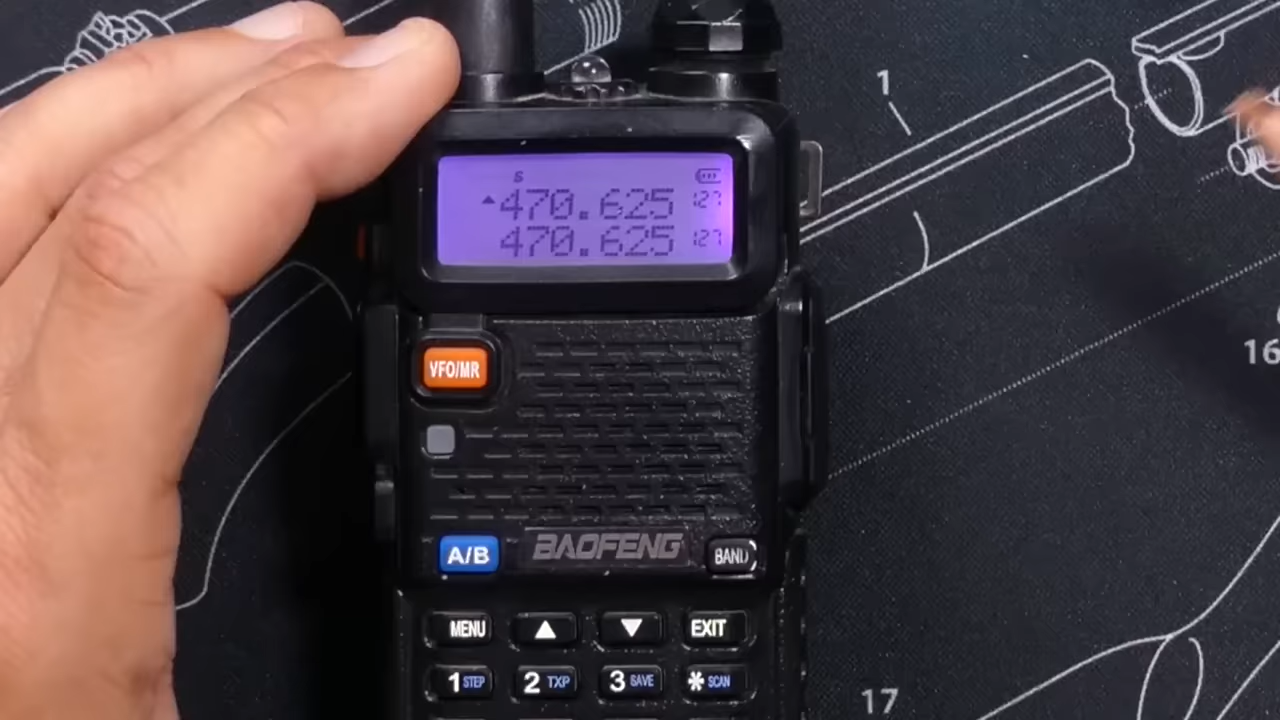 1
S
470.625 127
470.625 127
VFO/MR
16
A/B BAOFENG BAND
MENU ▲ ▼ EXIT
1 STEP 2 TXP 3 SAVE * SCAN
17